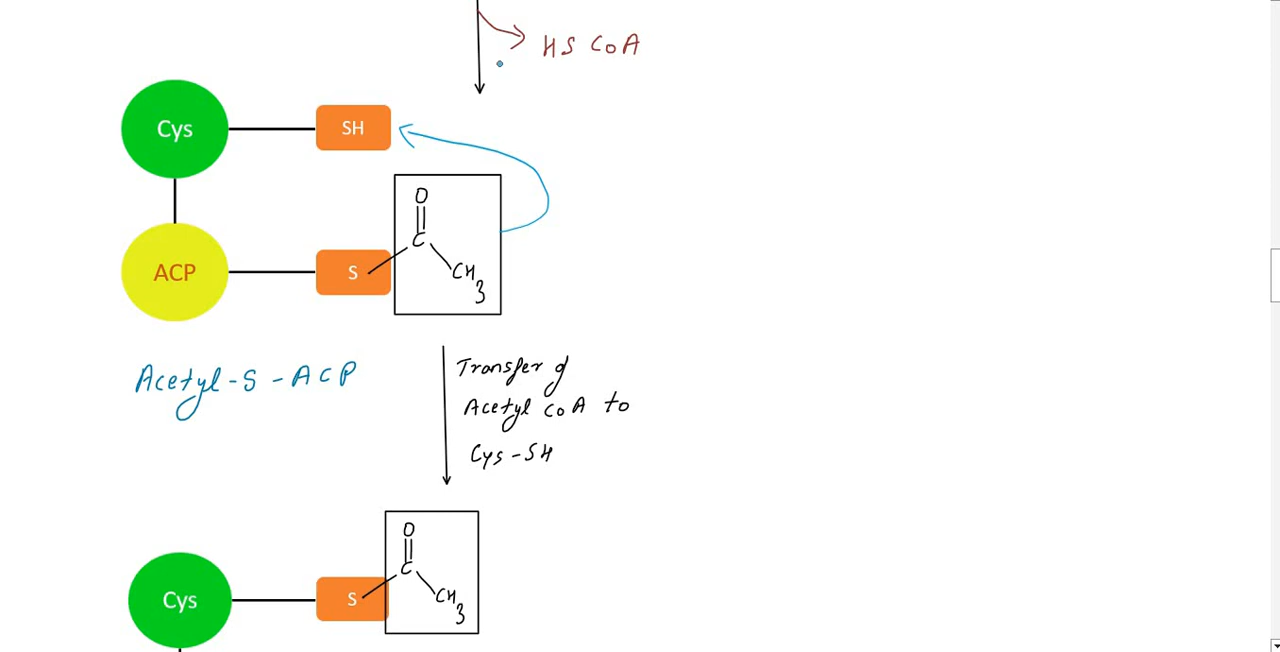 HS CoA
Cys
SH
O
C
CH3
ACP
S
Acetyl-S-ACP
Transfer of
Acetyl CoA to
Cys-SH
O
C
CH3
Cys
S